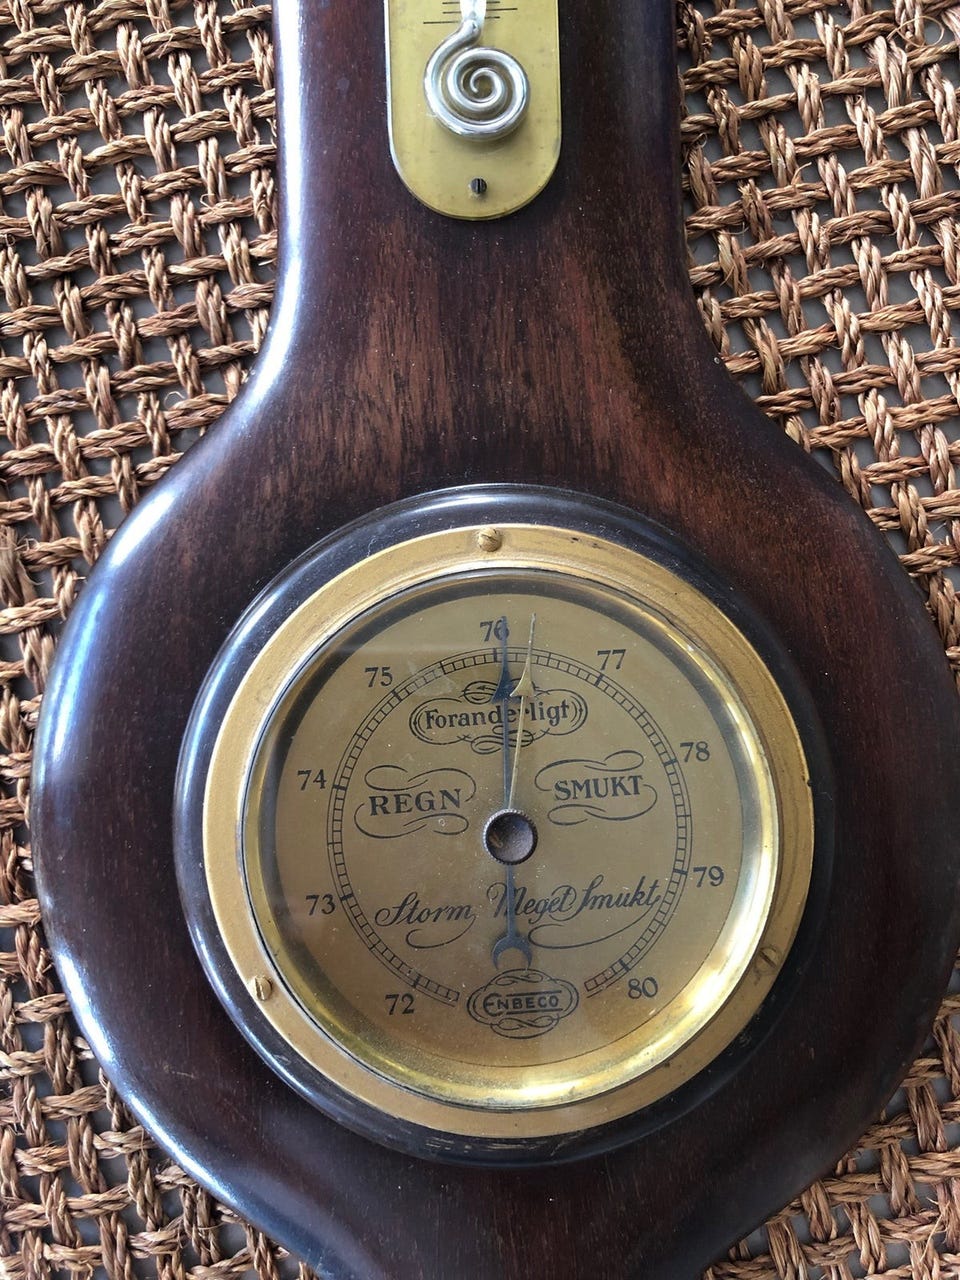 76
75 77
Foranderligt
74 78
REGN SMUKT
73 79
Storm, Meget Smukt,
72 80
ENBECO